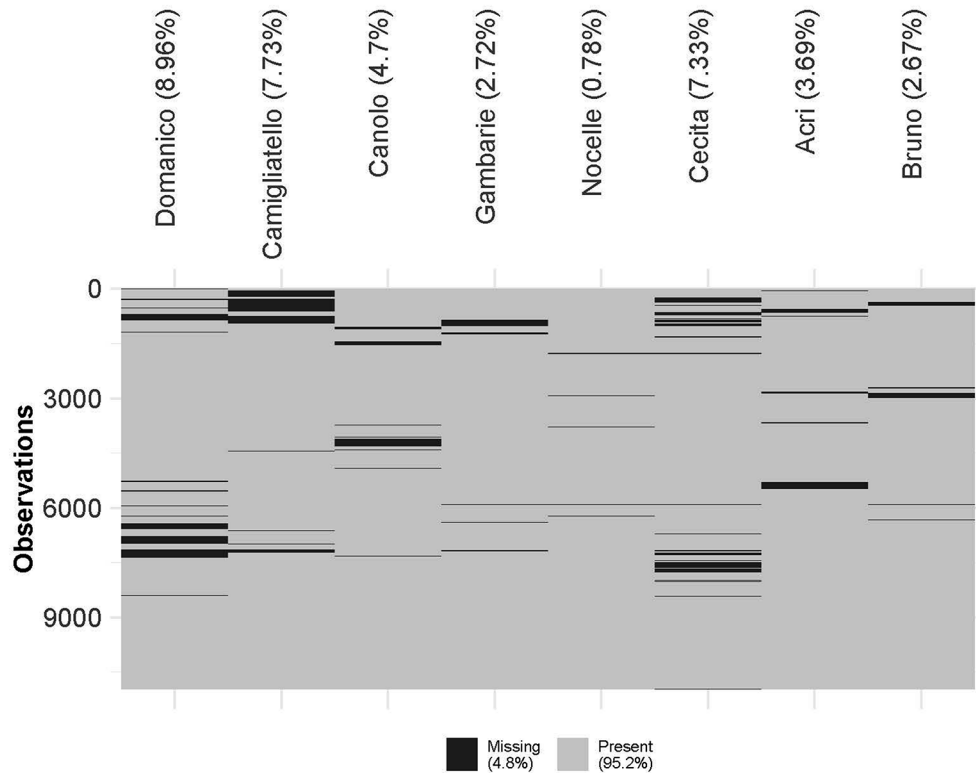 Domanico (8.96%)
Camigliatello (7.73%)
Canolo (4.7%)
Gambarie (2.72%)
Nocelle (0.78%)
Cecita (7.33%)
Acri (3.69%)
Bruno (2.67%)
0
3000
6000
9000
Observations
Missing
(4.8%)
Present
(95.2%)